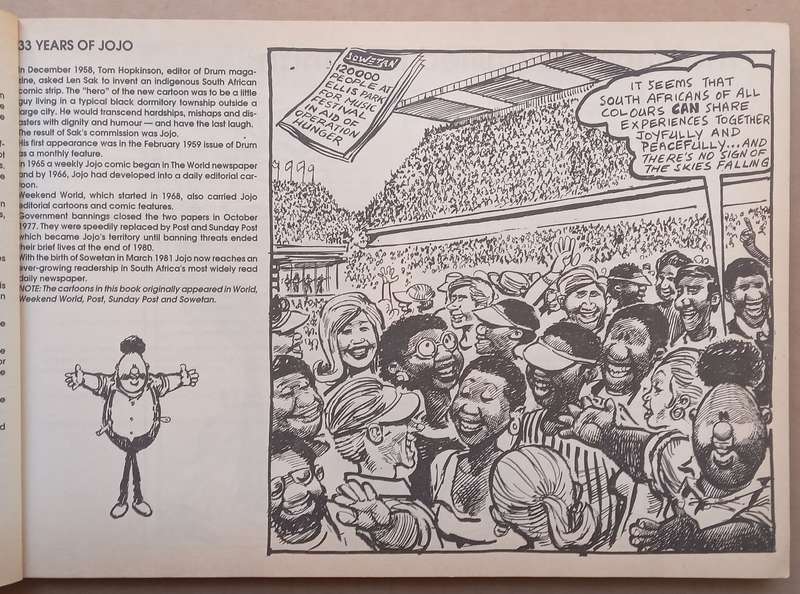 33 YEARS OF JOJO
In December 1958, Tom Hopkinson, editor of Drum maga-
zine, asked Len Sak to invent an indigenous South African
comic strip. The "hero" of the new cartoon was to be a little
guy living in a typical black dormitory township outside a
large city. He would transcend hardships, mishaps and dis-
asters with dignity and humour — and have the last laugh.
The result of Sak's commission was Jojo.
His first appearance was in the February 1959 issue of Drum
as a monthly feature.
In 1965 a weekly Jojo comic began in The World newspaper
and by 1966, Jojo had developed into a daily editorial car-
toon.
Weekend World, which started in 1968, also carried Jojo
editorial cartoons and comic features.
Government bannings closed the two papers in October
1977. They were speedily replaced by Post and Sunday Post
which became Jojo's territory until banning threats ended
their brief lives at the end of 1980.
With the birth of Sowetan in March 1981 Jojo now reaches an
ever-growing readership in South Africa's most widely read
daily newspaper.
NOTE: The cartoons in this book originally appeared in World,
Weekend World, Post, Sunday Post and Sowetan.
SOWETAN
120000
PEOPLE AT
ELLIS PARK
FOR MUSIC
FESTIVAL
IN AID OF
OPERATION
HUNGER
IT SEEMS THAT
SOUTH AFRICANS OF ALL
COLOURS CAN SHARE
EXPERIENCES TOGETHER
JOYFULLY AND
PEACEFULLY...AND
THERE'S NO SIGN OF
THE SKIES FALLING